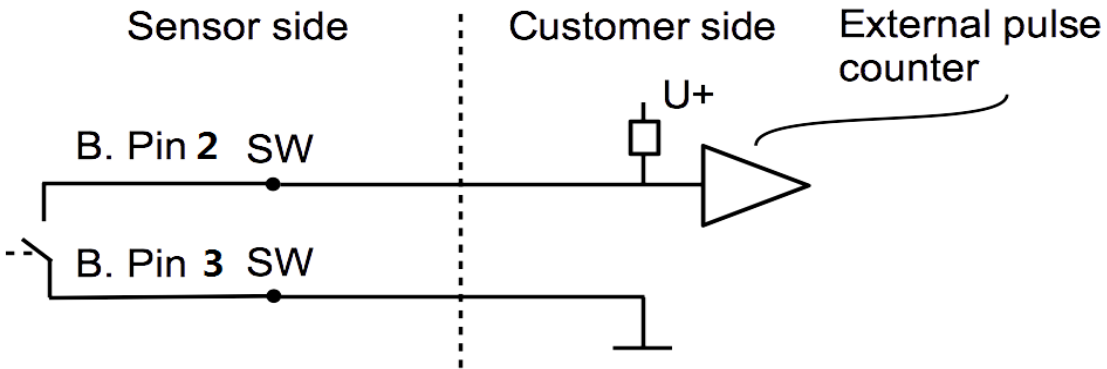 Sensor side
Customer side
External pulse
counter
U+
B. Pin 2 SW
B. Pin 3 SW